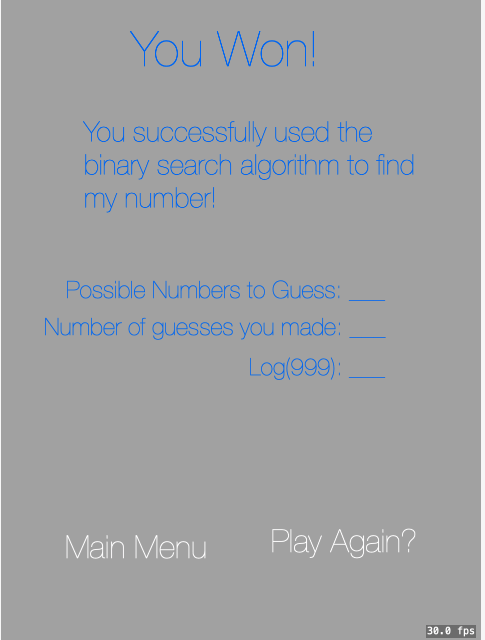 You Won!
You successfully used the
binary search algorithm to find
my number!
Possible Numbers to Guess: ___
Number of guesses you made: ___
Log(999): ___
Main Menu
Play Again?
30.0 fps